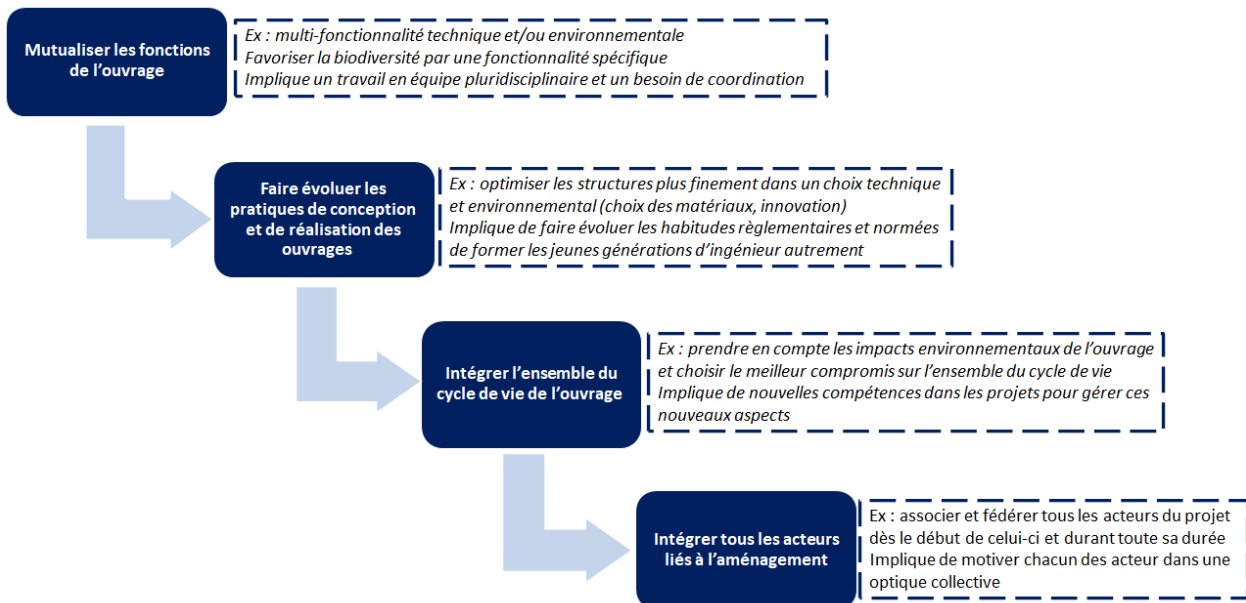 Mutualiser les fonctions
de l’ouvrage
Ex : multi-fonctionnalité technique et/ou environnementale
Favoriser la biodiversité par une fonctionnalité spécifique
Implique un travail en équipe pluridisciplinaire et un besoin de coordination
Faire évoluer les
pratiques de conception
et de réalisation des
ouvrages
Ex : optimiser les structures plus finement dans un choix technique
et environnemental (choix des matériaux, innovation)
Implique de faire évoluer les habitudes règlementaires et normées
de former les jeunes générations d’ingénieur autrement
Intégrer l’ensemble du
cycle de vie de l’ouvrage
Ex : prendre en compte les impacts environnementaux de l’ouvrage
et choisir le meilleur compromis sur l’ensemble du cycle de vie
Implique de nouvelles compétences dans les projets pour gérer ces
nouveaux aspects
Intégrer tous les acteurs
liés à l’aménagement
Ex : associer et fédérer tous les acteurs du projet
dès le début de celui-ci et durant toute sa durée
Implique de motiver chacun des acteur dans une
optique collective